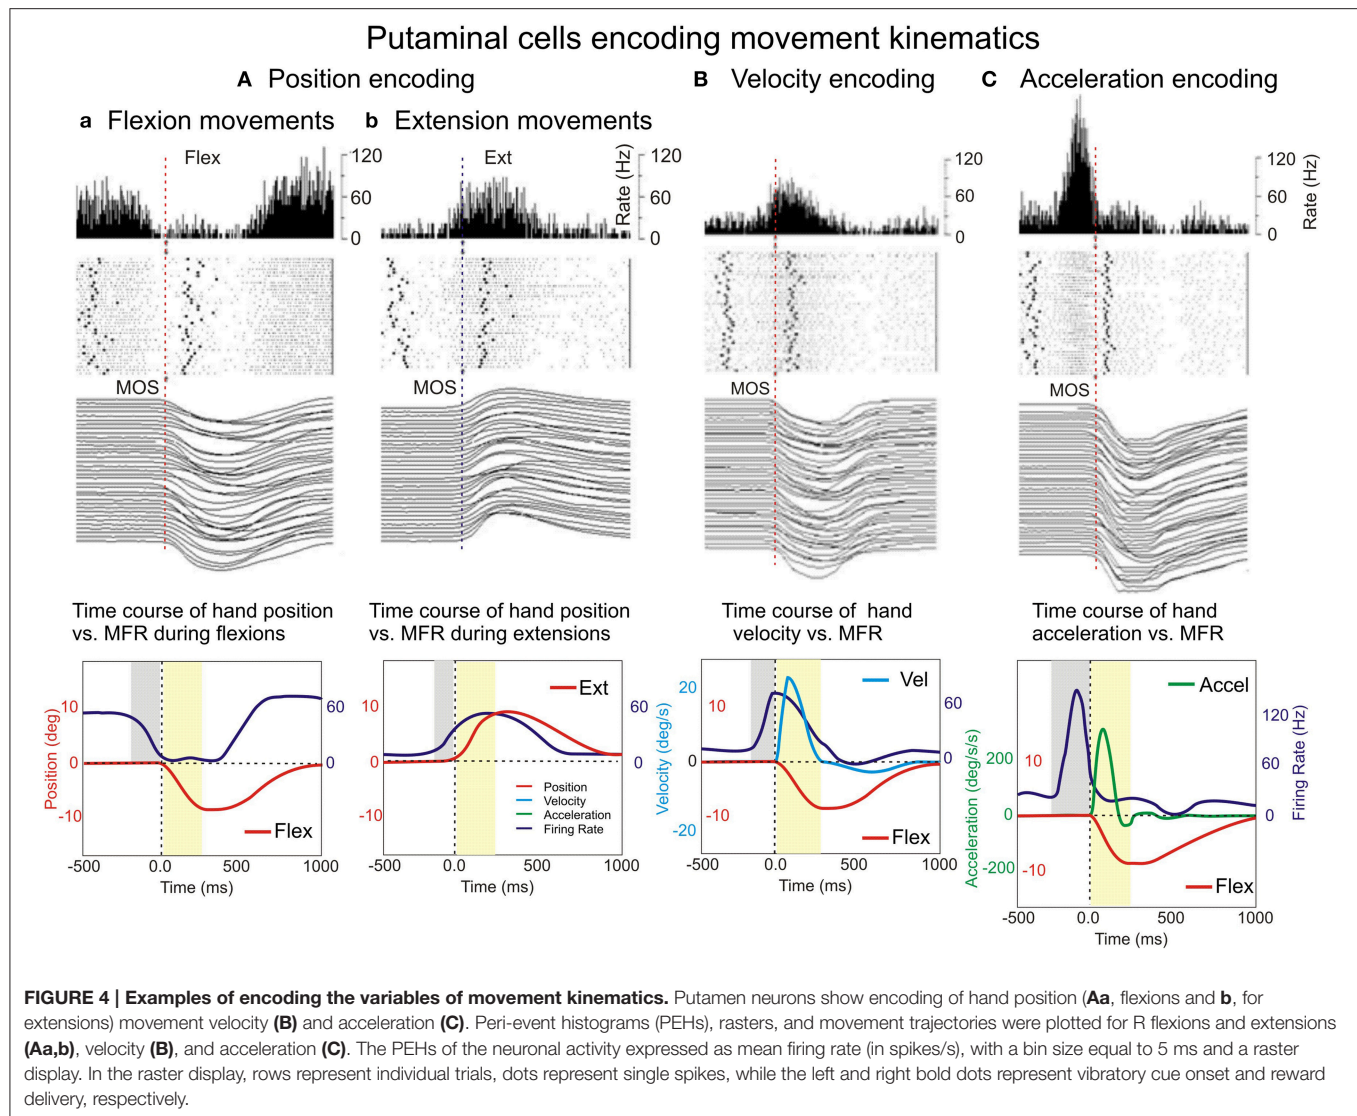 Putaminal cells encoding movement kinematics
A Position encoding
B Velocity encoding
C Acceleration encoding
a Flexion movements
b Extension movements
Flex
120
60
0
Ext
120
60
0
Rate (Hz)
120
60
0
120
60
0
Rate (Hz)
MOS
MOS
MOS
MOS
Time course of hand position
vs. MFR during flexions
Time course of hand position
vs. MFR during extensions
Time course of hand
velocity vs. MFR
Time course of hand
acceleration vs. MFR
Position (deg)
10
0
-10
60
0
Flex
-500
0.0
500
1000
Time (ms)
10
0
-10
Ext
60
0
Position
Velocity
Acceleration
Firing Rate
-500
0.0
500
1000
Time (ms)
Velocity (deg/s)
20
10
0
-10
-20
Vel
60
0
Flex
-500
0.0
500
1000
Time (ms)
Acceleration (deg/s/s)
200
10
0
-200
-10
Accel
120
60
0
Firing Rate (Hz)
Flex
-500
0.0
500
1000
Time (ms)
FIGURE 4 | Examples of encoding the variables of movement kinematics. Putamen neurons show encoding of hand position (Aa, flexions and b, for
extensions) movement velocity (B) and acceleration (C). Peri-event histograms (PEHs), rasters, and movement trajectories were plotted for R flexions and extensions
(Aa,b), velocity (B), and acceleration (C). The PEHs of the neuronal activity expressed as mean firing rate (in spikes/s), with a bin size equal to 5 ms and a raster
display. In the raster display, rows represent individual trials, dots represent single spikes, while the left and right bold dots represent vibratory cue onset and reward
delivery, respectively.